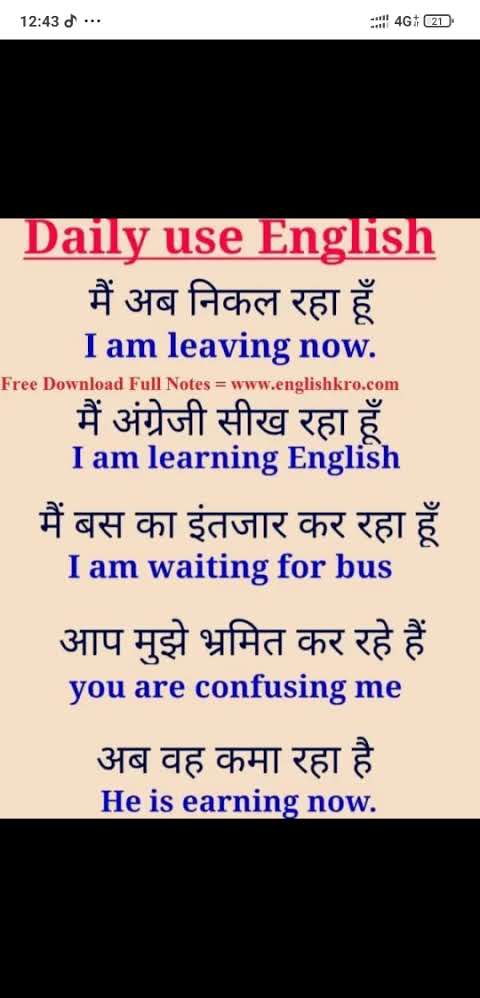 12:43
4G
21
Daily use English
मैं अब निकल रहा हूँ
I am leaving now.
Free Download Full Notes = www.englishkro.com
मैं अंग्रेजी सीख रहा हूँ
I am learning English
मैं बस का इंतजार कर रहा हूँ
I am waiting for bus
आप मुझे भ्रमित कर रहे हैं
you are confusing me
अब वह कमा रहा है
He is earning now.